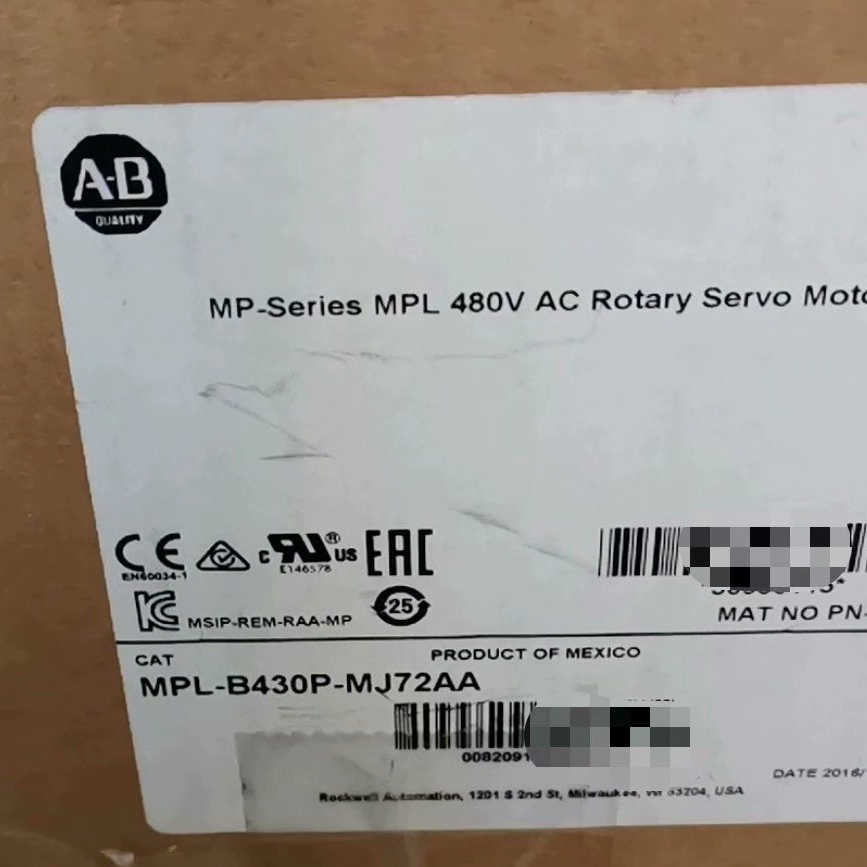 A-B
QUALITY
MP-Series MPL 480V AC Rotary Servo
CE
EN60034-1
c RU® US
E146578
EAC
KC
MSIP-REM-RAA-MP
25
MAT NO PN-
CAT
PRODUCT OF MEXICO
MPL-B430P-MJ72AA
0082091
DATE 2016/
Rockwell Automation, 1201 S 2nd St, Milwaukee, WI 53204, USA